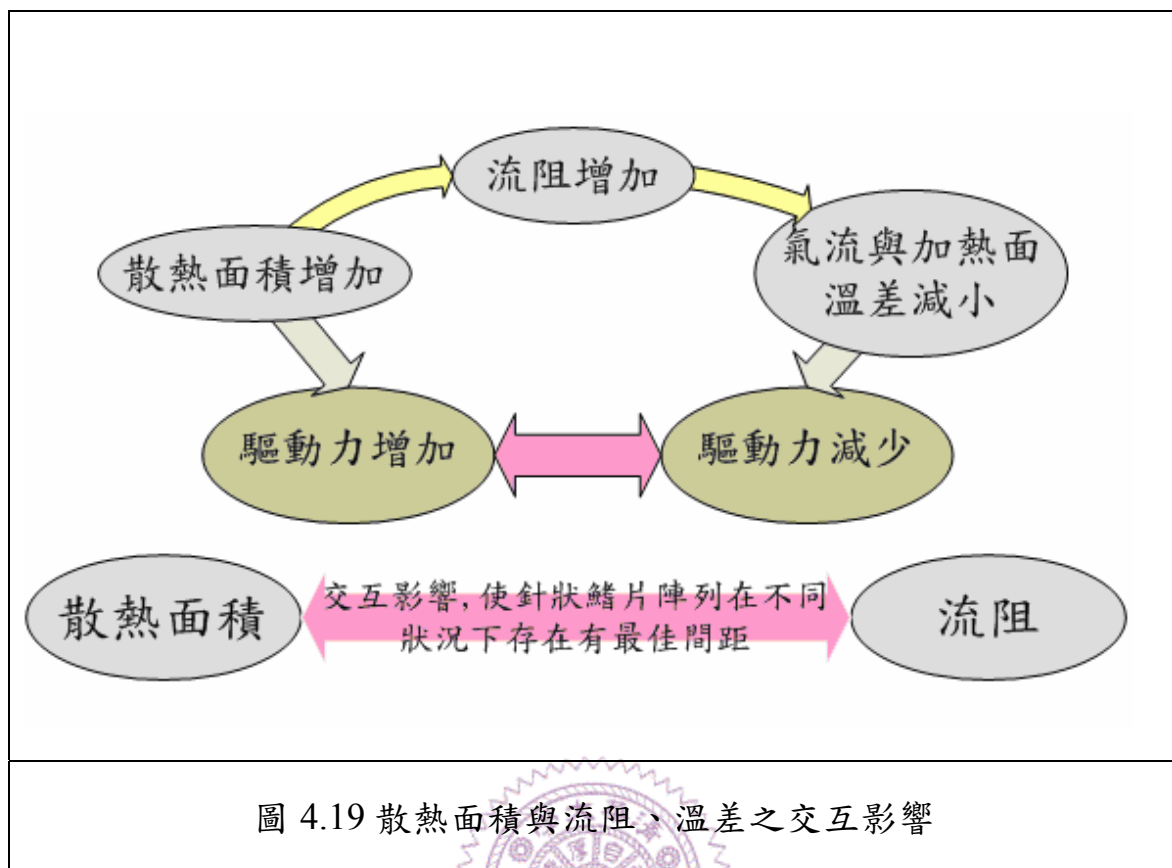 流阻增加
散熱面積增加
氣流與加熱面
溫差減小
驅動力增加
驅動力減少
散熱面積
交互影響,使針狀鰭片陣列在不同
狀況下存在有最佳間距
流阻
圖 4.19 散熱面積與流阻、溫差之交互影響